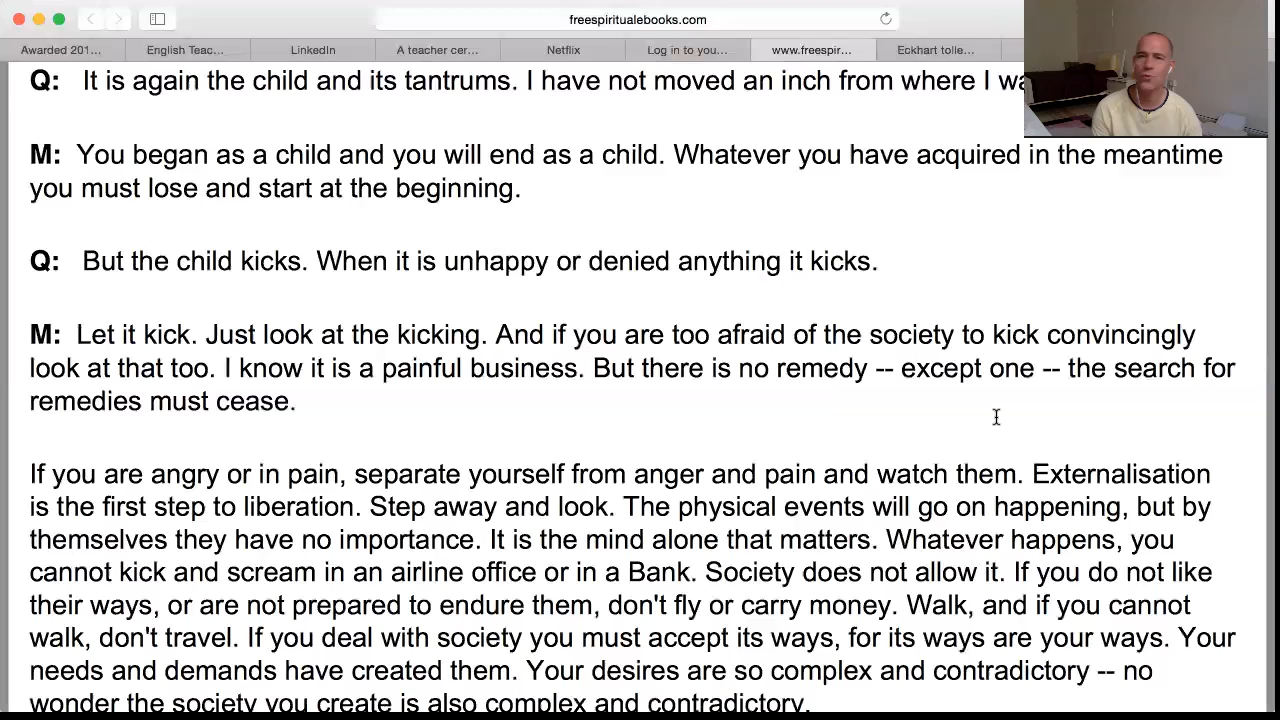 freespiritualebooks.com
Awarded 201... English Teac... LinkedIn A teacher cer... Netflix Log in to you... www.freespir... Eckhart tolle...
Q: It is again the child and its tantrums. I have not moved an inch from where I
M: You began as a child and you will end as a child. Whatever you have acquired in the meantime
you must lose and start at the beginning.
Q: But the child kicks. When it is unhappy or denied anything it kicks.
M: Let it kick. Just look at the kicking. And if you are too afraid of the society to kick convincingly
look at that too. I know it is a painful business. But there is no remedy -- except one -- the search for
remedies must cease.
If you are angry or in pain, separate yourself from anger and pain and watch them. Externalisation
is the first step to liberation. Step away and look. The physical events will go on happening, but by
themselves they have no importance. It is the mind alone that matters. Whatever happens, you
cannot kick and scream in an airline office or in a Bank. Society does not allow it. If you do not like
their ways, or are not prepared to endure them, don't fly or carry money. Walk, and if you cannot
walk, don't travel. If you deal with society you must accept its ways, for its ways are your ways. Your
needs and demands have created them. Your desires are so complex and contradictory -- no
wonder the society you create is also complex and contradictory.